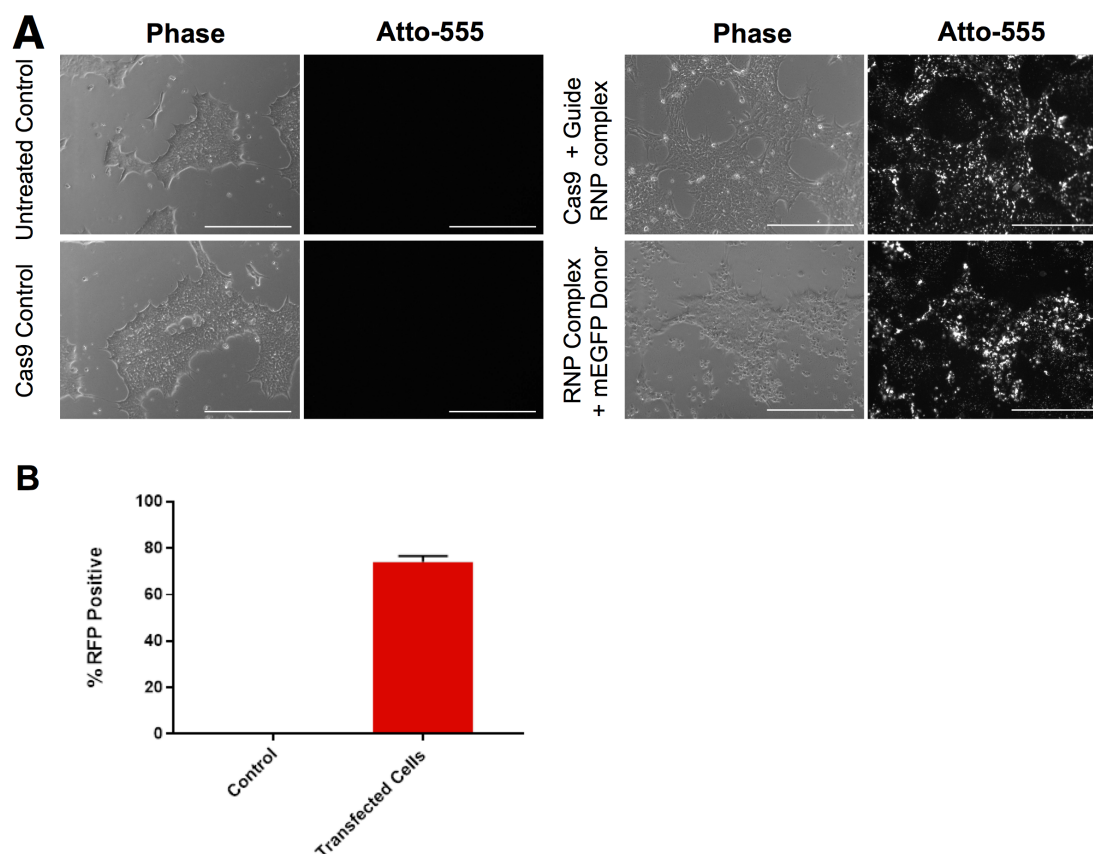 A
Phase
Atto-555
Phase
Atto-555
Untreated Control
Cas9 Control
Cas9 + Guide
RNP complex
RNP Complex
+ mEGFP Donor
B
% RFP Positive
100
80
60
40
20
0
Control
Transfected Cells